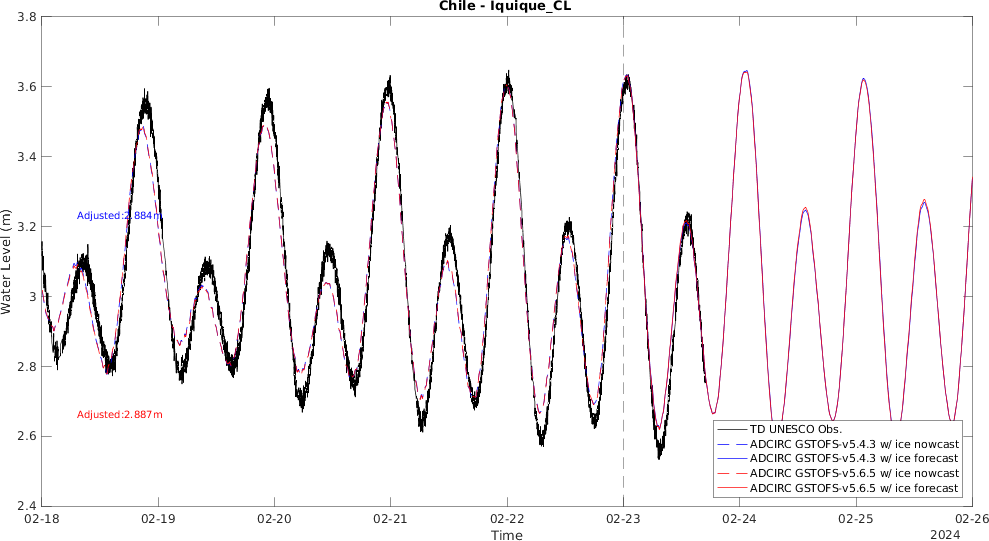 Chile - Iquique_CL
3.8
3.6
3.4
3.2
3
2.8
2.6
2.4
Water Level (m)
Adjusted:2.884m
Adjusted:2.887m
TD UNESCO Obs.
ADCIRC GSTOFS-v5.4.3 w/ ice nowcast
ADCIRC GSTOFS-v5.4.3 w/ ice forecast
ADCIRC GSTOFS-v5.6.5 w/ ice nowcast
ADCIRC GSTOFS-v5.6.5 w/ ice forecast
02-18 02-19 02-20 02-21 02-22 02-23 02-24 02-25 02-26
Time
2024